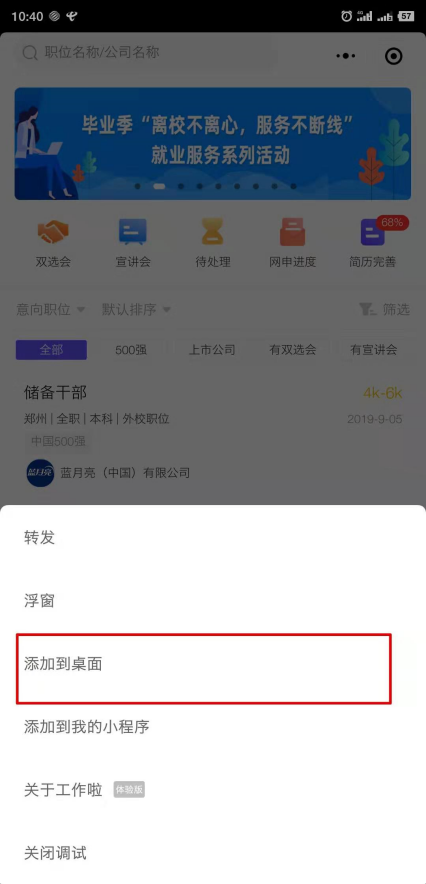 10:40
57
职位名称/公司名称
毕业季“离校不离心，服务不断线”
就业服务系列活动
68%
双选会 宣讲会 待处理 网申进度 简历完善
意向职位 默认排序 筛选
全部 500强 上市公司 有双选会 有宣讲会
储备干部 4k-6k
郑州 | 全职 | 本科 | 外校职位 2019-9-05
中国500强
蓝月亮 蓝月亮（中国）有限公司
转发
浮窗
添加到桌面
添加到我的小程序
关于工作啦 体验版
关闭调试